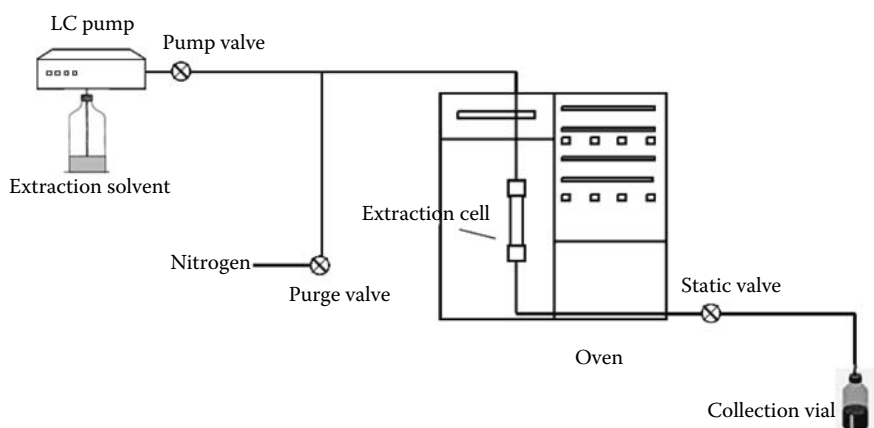 LC pump
Pump valve
Extraction solvent
Extraction cell
Nitrogen
Purge valve
Static valve
Oven
Collection vial